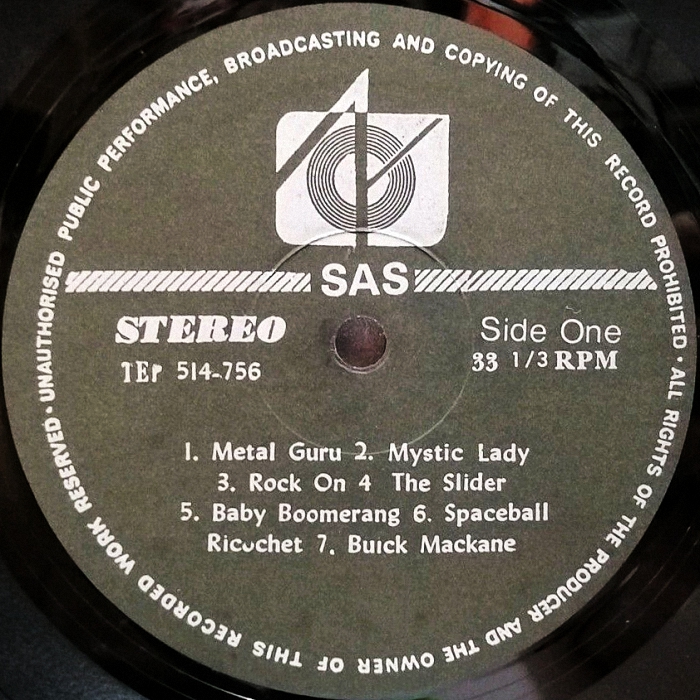 UNAUTHORISED PUBLIC PERFORMANCE, BROADCASTING AND COPYING OF THIS RECORD PROHIBITED · ALL RIGHTS OF THE PRODUCER AND THE OWNER OF THIS RECORDED WORK RESERVED ·
SAS
STEREO
TEP 514-756
Side One
33 1/3 RPM
1. Metal Guru 2. Mystic Lady
3. Rock On 4 The Slider
5. Baby Boomerang 6. Spaceball
Ricochet 7. Buick Mackane